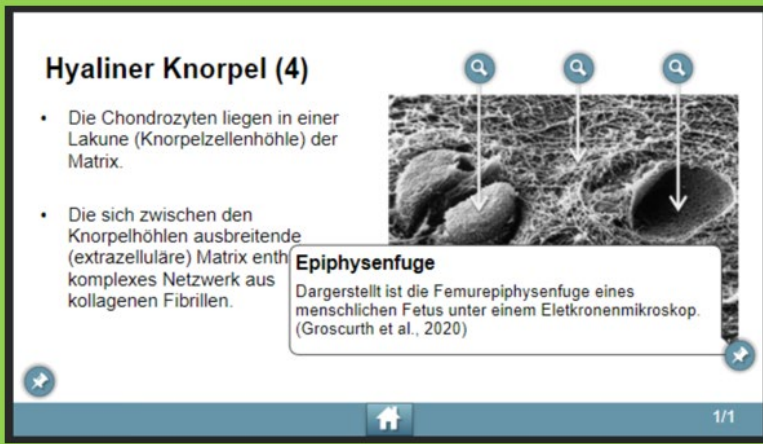 Hyaliner Knorpel (4)
• Die Chondrozyten liegen in einer
Lakune (Knorpelzellenhöhle) der
Matrix.
• Die sich zwischen den
Knorpelhöhlen ausbreitende
(extrazelluläre) Matrix enth
komplexes Netzwerk aus
kollagenen Fibrillen.
Epiphysenfuge
Dargerstellt ist die Femurepiphysenfuge eines
menschlichen Fetus unter einem Eletkronenmikroskop.
(Groscurth et al., 2020)
1/1